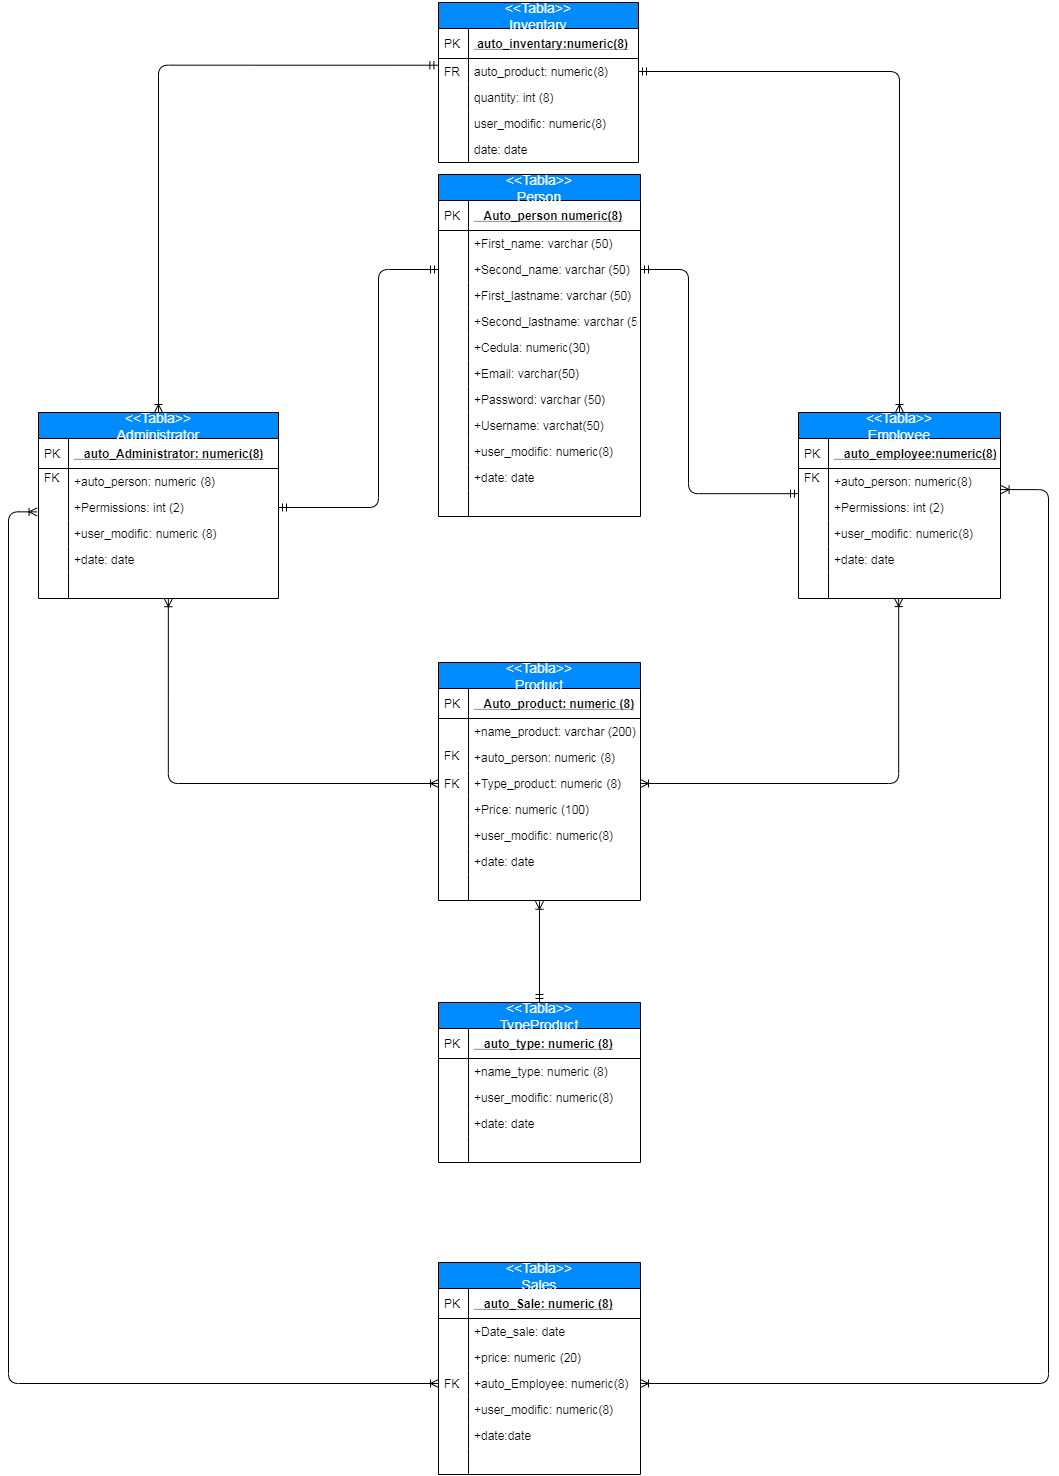 <<Tabla>>
Inventary
PK auto_inventary:numeric(8)
FR auto_product: numeric(8)
quantity: int (8)
user_modific: numeric(8)
date: date
<<Tabla>>
Person
PK Auto_person numeric(8)
+First_name: varchar (50)
+Second_name: varchar (50)
+First_lastname: varchar (50)
+Second_lastname: varchar (5
+Cedula: numeric(30)
+Email: varchar(50)
+Password: varchar (50)
+Username: varchat(50)
+user_modific: numeric(8)
+date: date
<<Tabla>>
Administrator
PK auto_Administrator: numeric(8)
FK +auto_person: numeric (8)
+Permissions: int (2)
+user_modific: numeric (8)
+date: date
<<Tabla>>
Employee
PK auto_employee:numeric(8)
FK +auto_person: numeric(8)
+Permissions: int (2)
+user_modific: numeric(8)
+date: date
<<Tabla>>
Product
PK Auto_product: numeric (8)
+name_product: varchar (200)
FK +auto_person: numeric (8)
FK +Type_product: numeric (8)
+Price: numeric (100)
+user_modific: numeric(8)
+date: date
<<Tabla>>
TypeProduct
PK auto_type: numeric (8)
+name_type: numeric (8)
+user_modific: numeric(8)
+date: date
<<Tabla>>
Sales
PK auto_Sale: numeric (8)
+Date_sale: date
+price: numeric (20)
FK +auto_Employee: numeric(8)
+user_modific: numeric(8)
+date:date